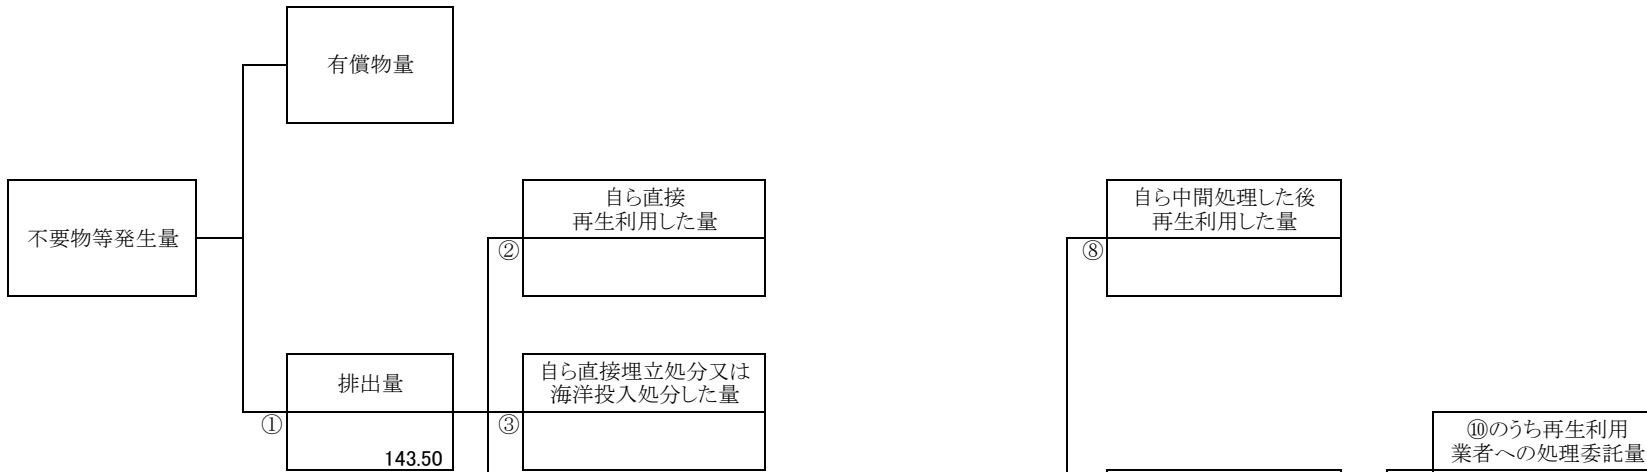 有償物量
不要物等発生量
自ら直接
再生利用した量
②
自ら中間処理した後
再生利用した量
⑧
排出量
①
143.50
自ら直接埋立処分又は
海洋投入処分した量
③
⑩のうち再生利用
業者への処理委託量